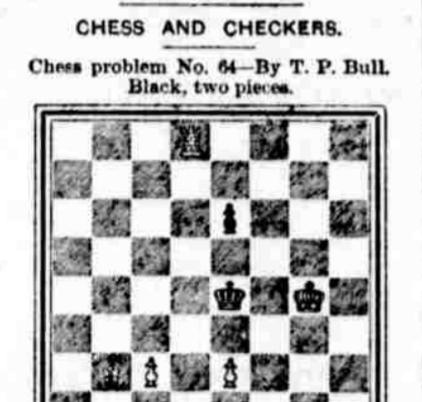 CHESS AND CHECKERS.
Chess problem No. 64—By T. P. Bull.
Black, two pieces.